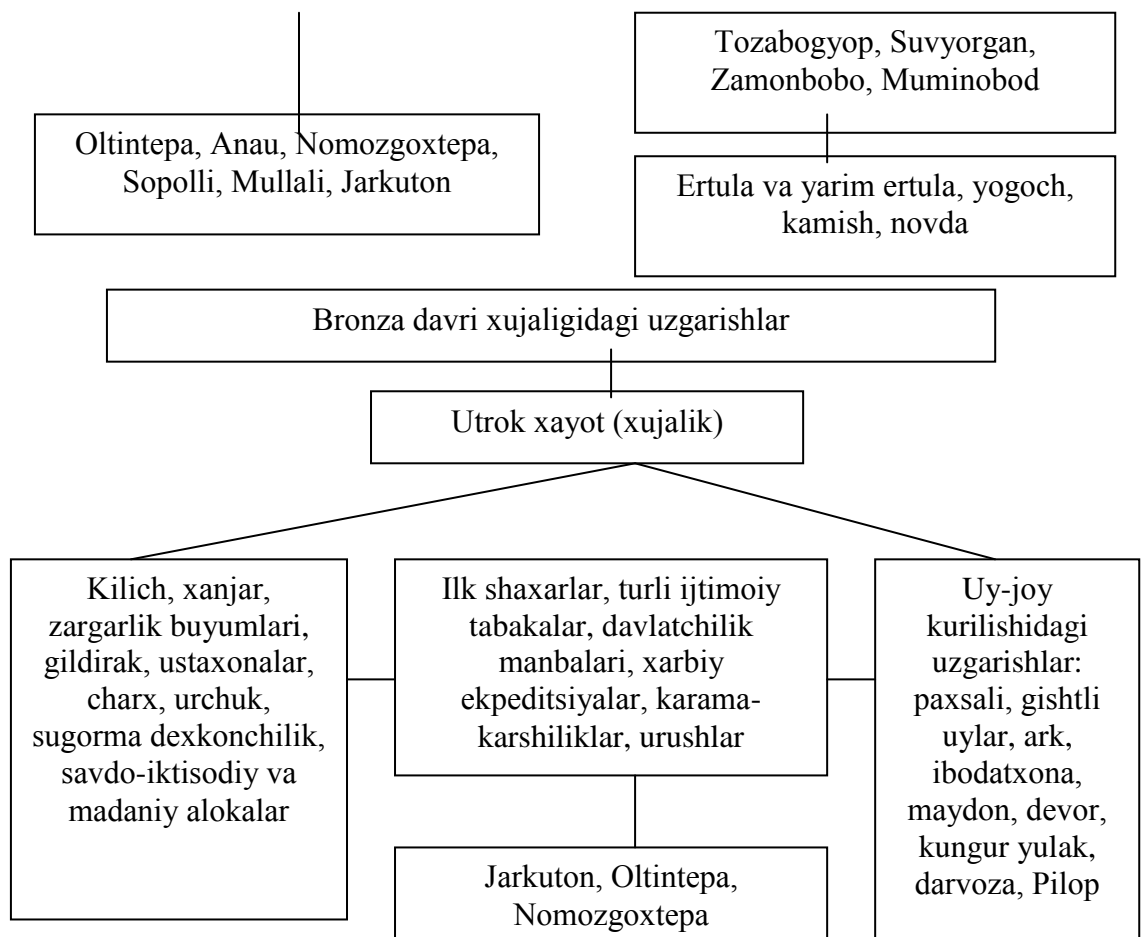 Tozabogyop, Suvyorgan,
Zamonbobo, Muminobod
Oltintepa, Anau, Nomozgoxtepa,
Sopolli, Mullali, Jarkuton
Ertula va yarim ertula, yogoch,
kamish, novda
Bronza davri xujaligidagi uzgarishlar
Utrok xayot (xujalik)
Kilich, xanjar,
zargarlik buyumlari,
gildirak, ustaxonalar,
charx, urchuk,
sugorma dexkonchilik,
savdo-iktisodiy va
madaniy alokalar
Ilk shaxarlar, turli ijtimoiy
tabakalar, davlatchilik
manbalari, xarbiy
ekpeditsiyalar, karama-
karshiliklar, urushlar
Uy-joy
kurilishidagi
uzgarishlar:
paxsali, gishtli
uylar, ark,
ibodatxona,
maydon, devor,
kungur yulak,
darvoza, Pilop
Jarkuton, Oltintepa,
Nomozgoxtepa